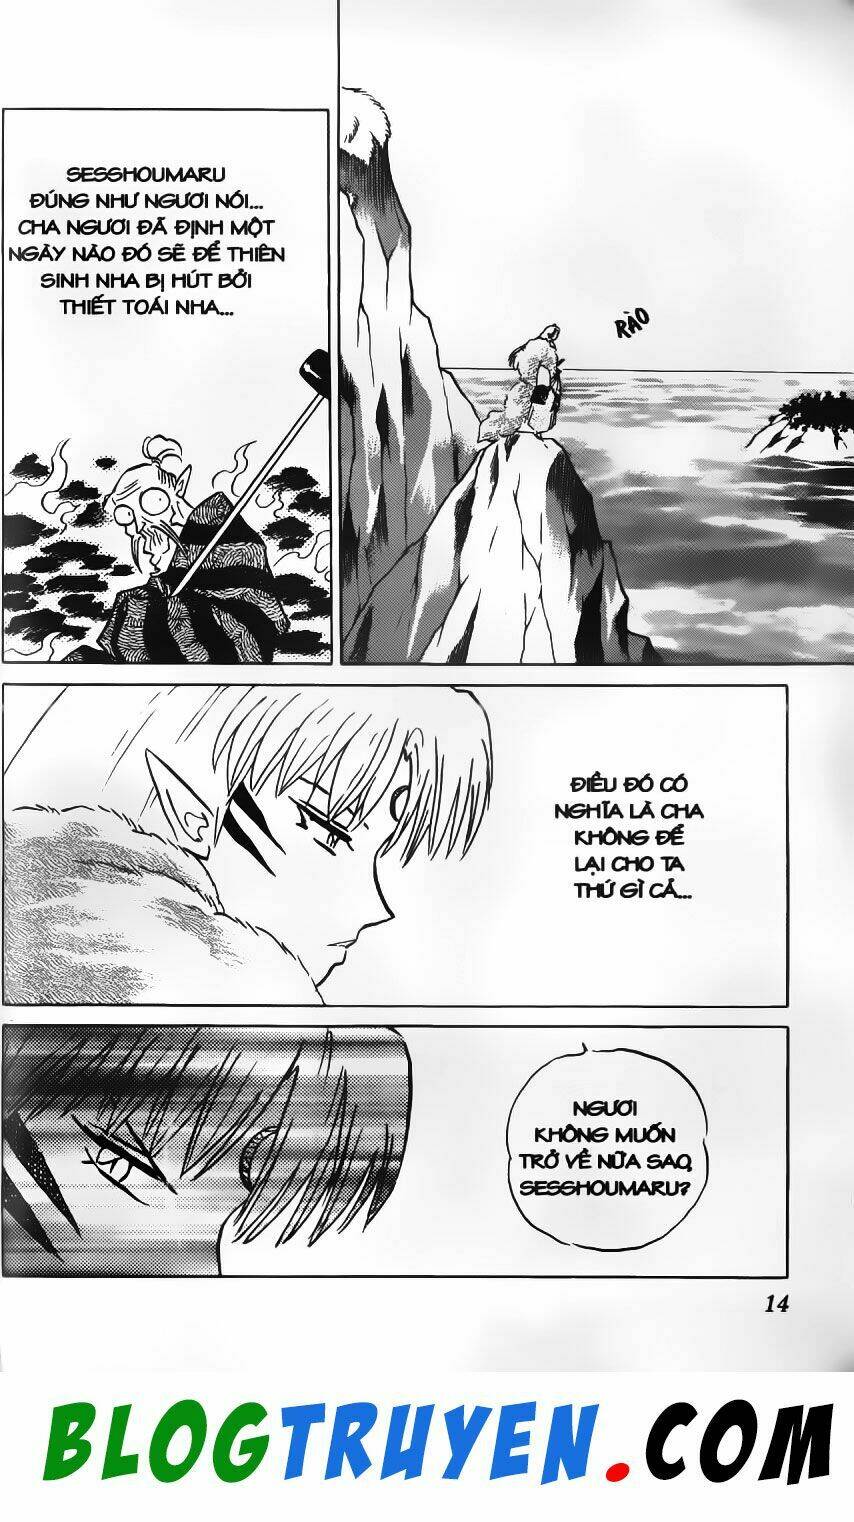 SESSHOUMARU
ĐÚNG NHƯ NGƯƠI NÓI...
CHA NGƯƠI ĐÃ ĐỊNH MỘT
NGÀY NÀO ĐÓ SẼ ĐỂ THIÊN
SINH NHA BỊ HÚT BỞI
THIẾT TOÁI NHA...
RÀO
ĐIỀU ĐÓ CÓ
NGHĨA LÀ CHA
KHÔNG ĐỂ
LẠI CHO TA
THỨ GÌ CẢ...
NGƯƠI
KHÔNG MUỐN
TRỞ VỀ NỮA SAO,
SESSHOUMARU?
14
BLOGTRUYEN.COM